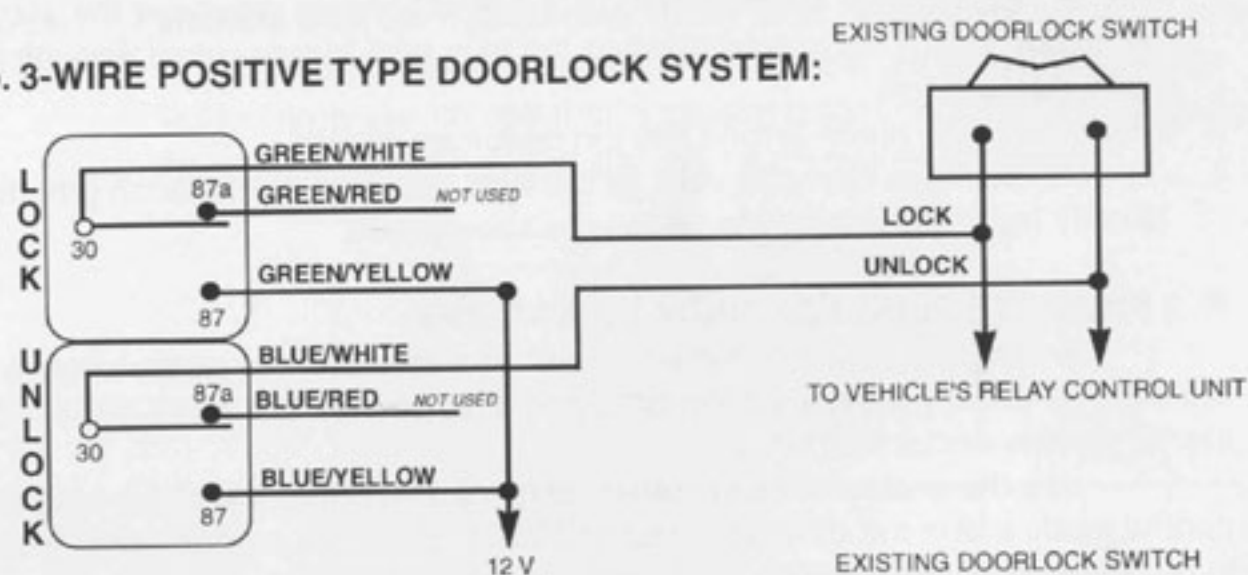 EXISTING DOORLOCK SWITCH
. 3-WIRE POSITIVE TYPE DOORLOCK SYSTEM:
LOCK
GREEN/WHITE
87a
GREEN/RED
NOT USED
30
GREEN/YELLOW
87
LOCK
UNLOCK
UNLOCK
BLUE/WHITE
87a
BLUE/RED
NOT USED
30
BLUE/YELLOW
87
12 V
TO VEHICLE'S RELAY CONTROL UNIT
EXISTING DOORLOCK SWITCH